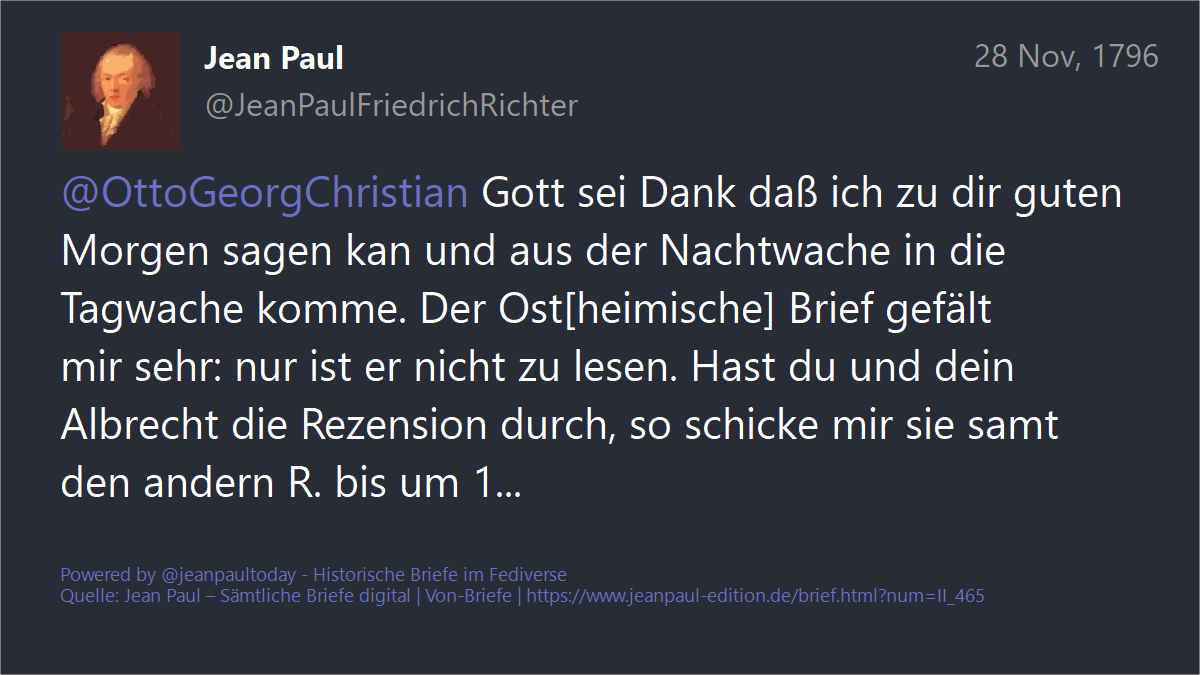 Jean Paul
28 Nov, 1796
@JeanPaulFriedrichRichter
@OttoGeorgChristian Gott sei Dank daß ich zu dir guten
Morgen sagen kan und aus der Nachtwache in die
Tagwache komme. Der Ost[heimische] Brief gefält
mir sehr: nur ist er nicht zu lesen. Hast du und dein
Albrecht die Rezension durch, so schicke mir sie samt
den andern R. bis um 1...
Powered by @jeanpaultoday - Historische Briefe im Fediverse
Quelle: Jean Paul – Sämtliche Briefe digital | Von-Briefe | https://www.jeanpaul-edition.de/brief.html?num=II_465